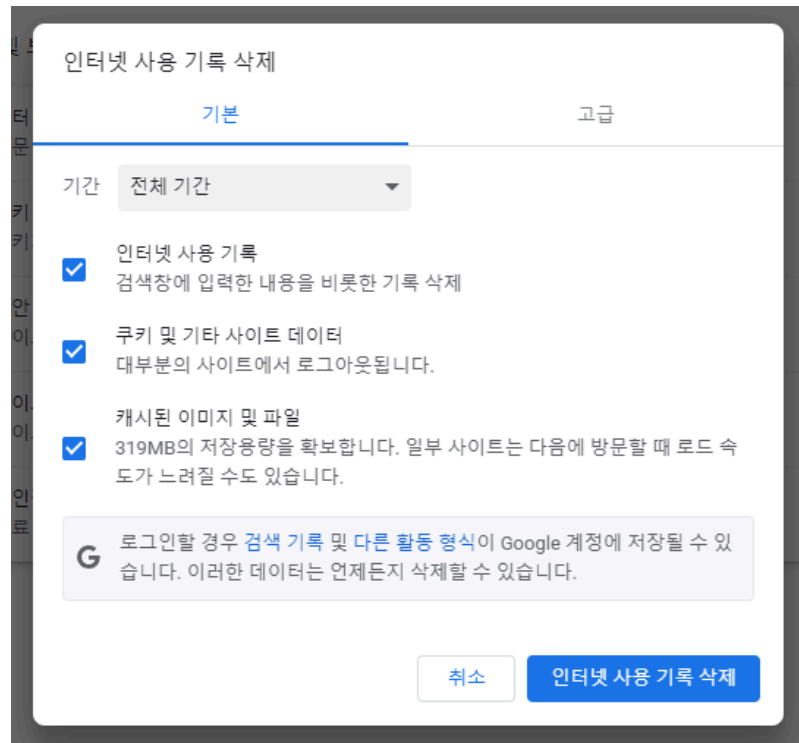 인터넷 사용 기록 삭제
기본
고급
기간 전체 기간
인터넷 사용 기록
검색창에 입력한 내용을 비롯한 기록 삭제
쿠키 및 기타 사이트 데이터
대부분의 사이트에서 로그아웃됩니다.
캐시된 이미지 및 파일
319MB의 저장용량을 확보합니다. 일부 사이트는 다음에 방문할 때 로드 속
도가 느려질 수도 있습니다.
G
로그인할 경우 검색 기록 및 다른 활동 형식이 Google 계정에 저장될 수 있
습니다. 이러한 데이터는 언제든지 삭제할 수 있습니다.
취소
인터넷 사용 기록 삭제